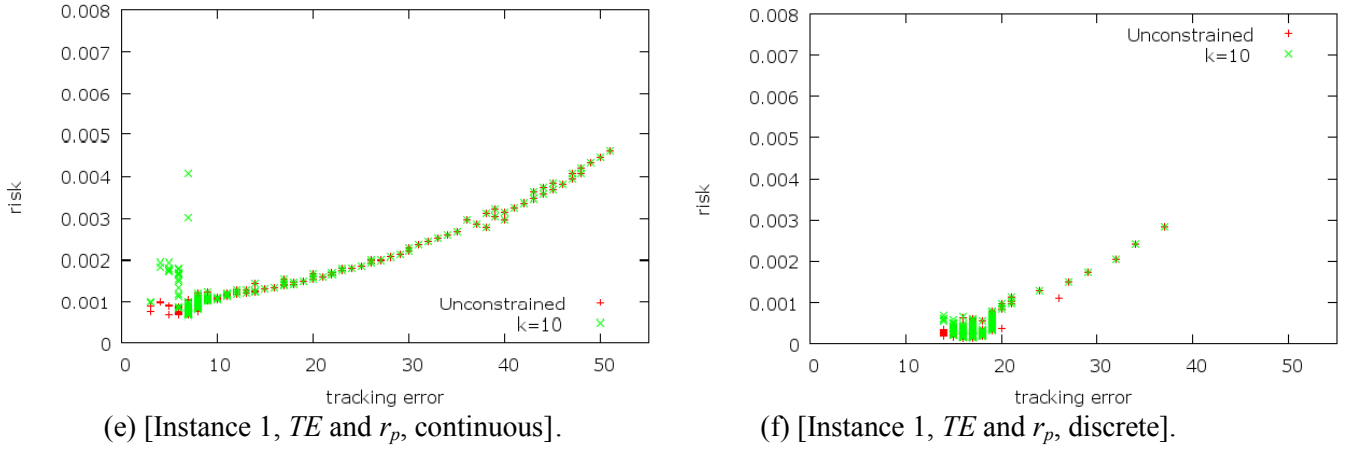 0.008
0.007
0.006
0.005
0.004
0.003
0.002
0.001
0
risk
Unconstrained
k=10
0 10 20 30 40 50
tracking error
(e) [Instance 1, TE and rₚ, continuous].
0.008
0.007
0.006
0.005
0.004
0.003
0.002
0.001
0
risk
Unconstrained
k=10
0 10 20 30 40 50
tracking error
(f) [Instance 1, TE and rₚ, discrete].